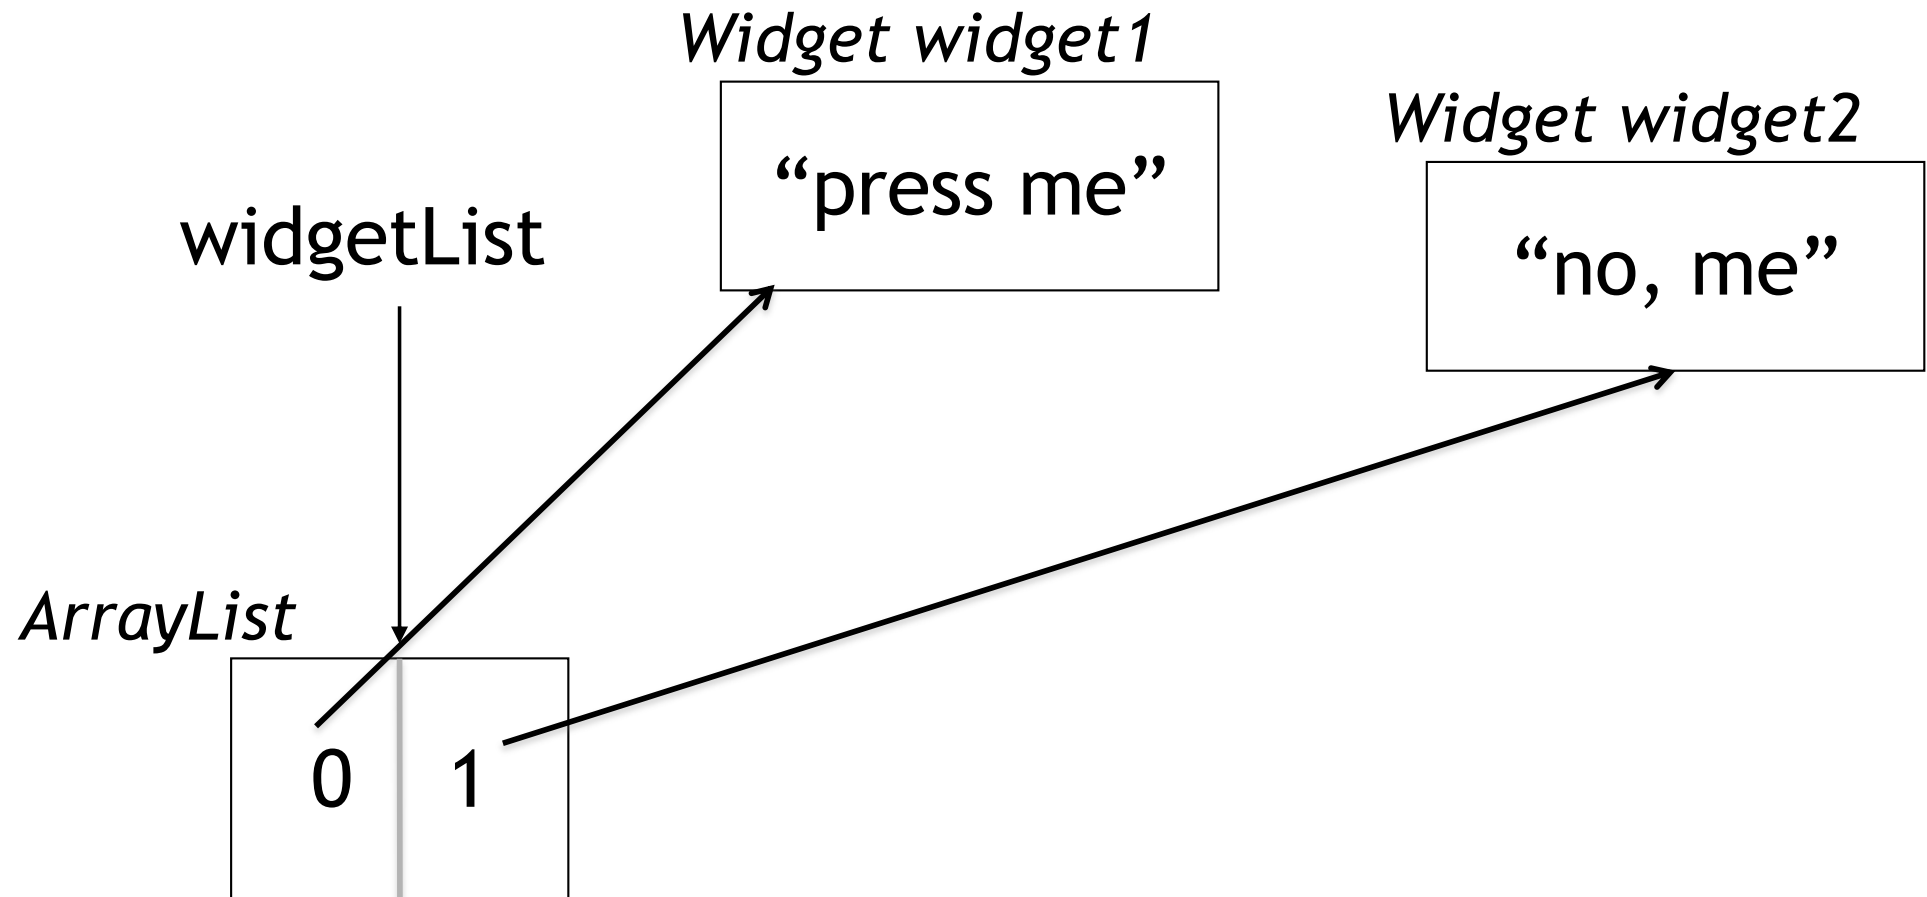 Widget widget1
“press me”
Widget widget2
“no, me”
widgetList
ArrayList
0
1